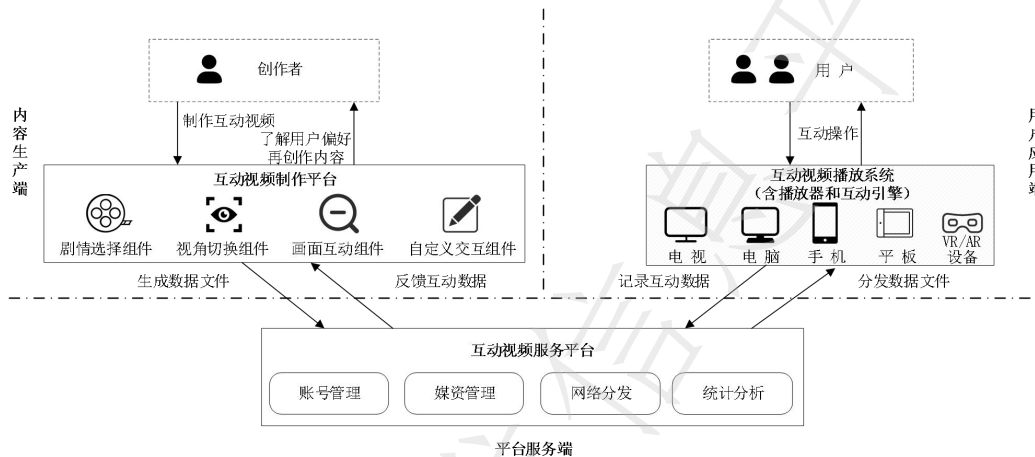 创作者
用 户
内容生产端
制作互动视频
了解用户偏好
再创作内容
互动操作
用户应用端
互动视频制作平台
剧情选择组件
视角切换组件
画面互动组件
自定义交互组件
互动视频播放系统
（含播放器和互动引擎）
电 视
电 脑
手 机
平 板
VR/AR
设备
生成数据文件
反馈互动数据
记录互动数据
分发数据文件
互动视频服务平台
账号管理
媒资管理
网络分发
统计分析
平台服务端